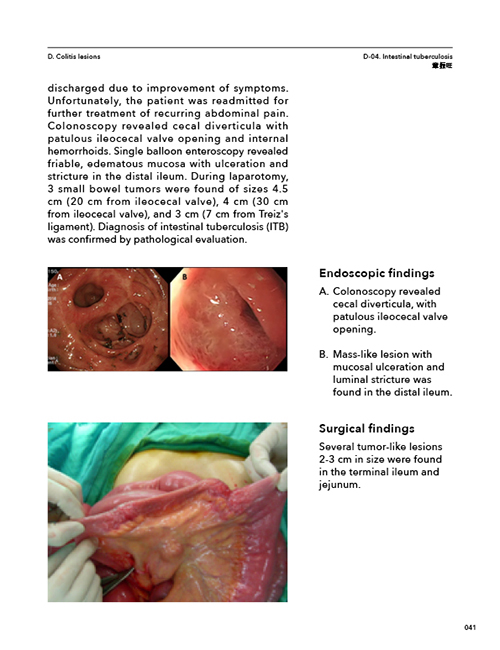 D. Colitis lesions
D-04. Intestinal tuberculosis
章振旺
discharged due to improvement of symptoms.
Unfortunately, the patient was readmitted for
further treatment of recurring abdominal pain.
Colonoscopy revealed cecal diverticula with
patulous ileocecal valve opening and internal
hemorrhoids. Single balloon enteroscopy revealed
friable, edematous mucosa with ulceration and
stricture in the distal ileum. During laparotomy,
3 small bowel tumors were found of sizes 4.5
cm (20 cm from ileocecal valve), 4 cm (30 cm
from ileocecal valve), and 3 cm (7 cm from Treiz's
ligament). Diagnosis of intestinal tuberculosis (ITB)
was confirmed by pathological evaluation.
A
B
Endoscopic findings
A. Colonoscopy revealed
cecal diverticula, with
patulous ileocecal valve
opening.
B. Mass-like lesion with
mucosal ulceration and
luminal stricture was
found in the distal ileum.
Surgical findings
Several tumor-like lesions
2-3 cm in size were found
in the terminal ileum and
jejunum.
041